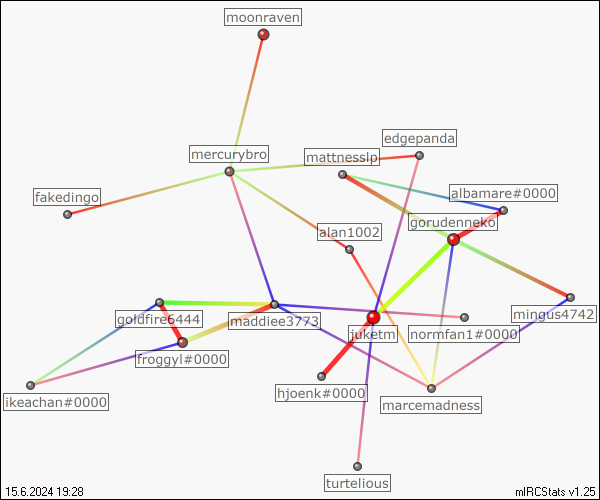 moonraven
edgepanda
mercurybro
mattnesslp
fakedingo
albamare#0000
gorudenneko
alan1002
goldfire6444
maddiee3773
mingus4742
juketm
normfan1#0000
froggyl#0000
hjoenk#0000
ikeachan#0000
marcemadness
turtelious
15.6.2024 19:28
mIRCStats v1.25